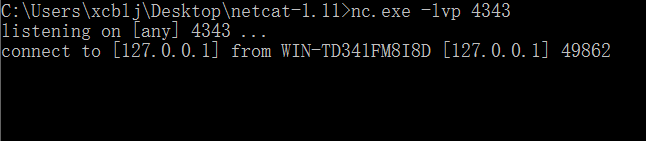 C:\Users\xcblj\Desktop\netcat-1.11>nc.exe -lvp 4343
listening on [any] 4343 ...
connect to [127.0.0.1] from WIN-TD341FM8I8D [127.0.0.1] 49862